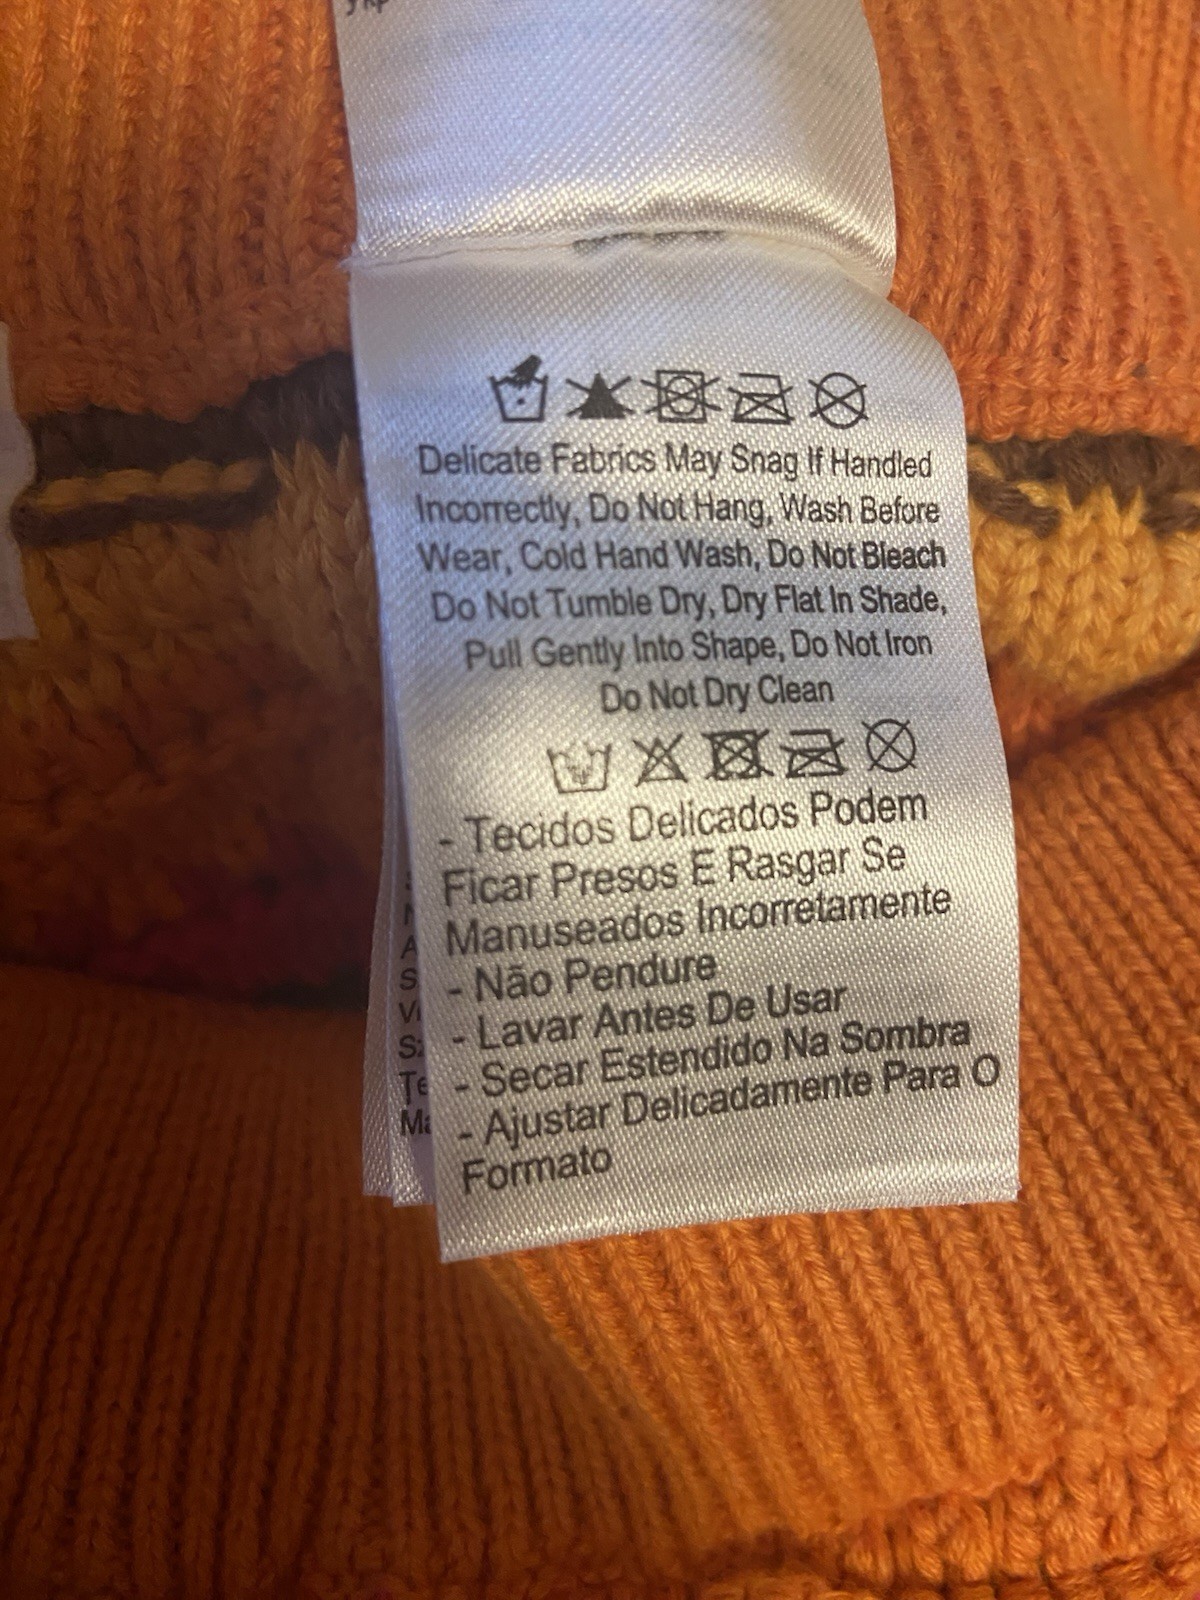 Delicate Fabrics May Snag If Handled
Incorrectly, Do Not Hang, Wash Before
Wear, Cold Hand Wash, Do Not Bleach
Do Not Tumble Dry, Dry Flat In Shade,
Pull Gently Into Shape, Do Not Iron
Do Not Dry Clean
- Tecidos Delicados Podem
Ficar Presos E Rasgar Se
Manuseados Incorretamente
- Não Pendure
- Lavar Antes De Usar
- Secar Estendido Na Sombra
- Ajustar Delicadamente Para O
Formato